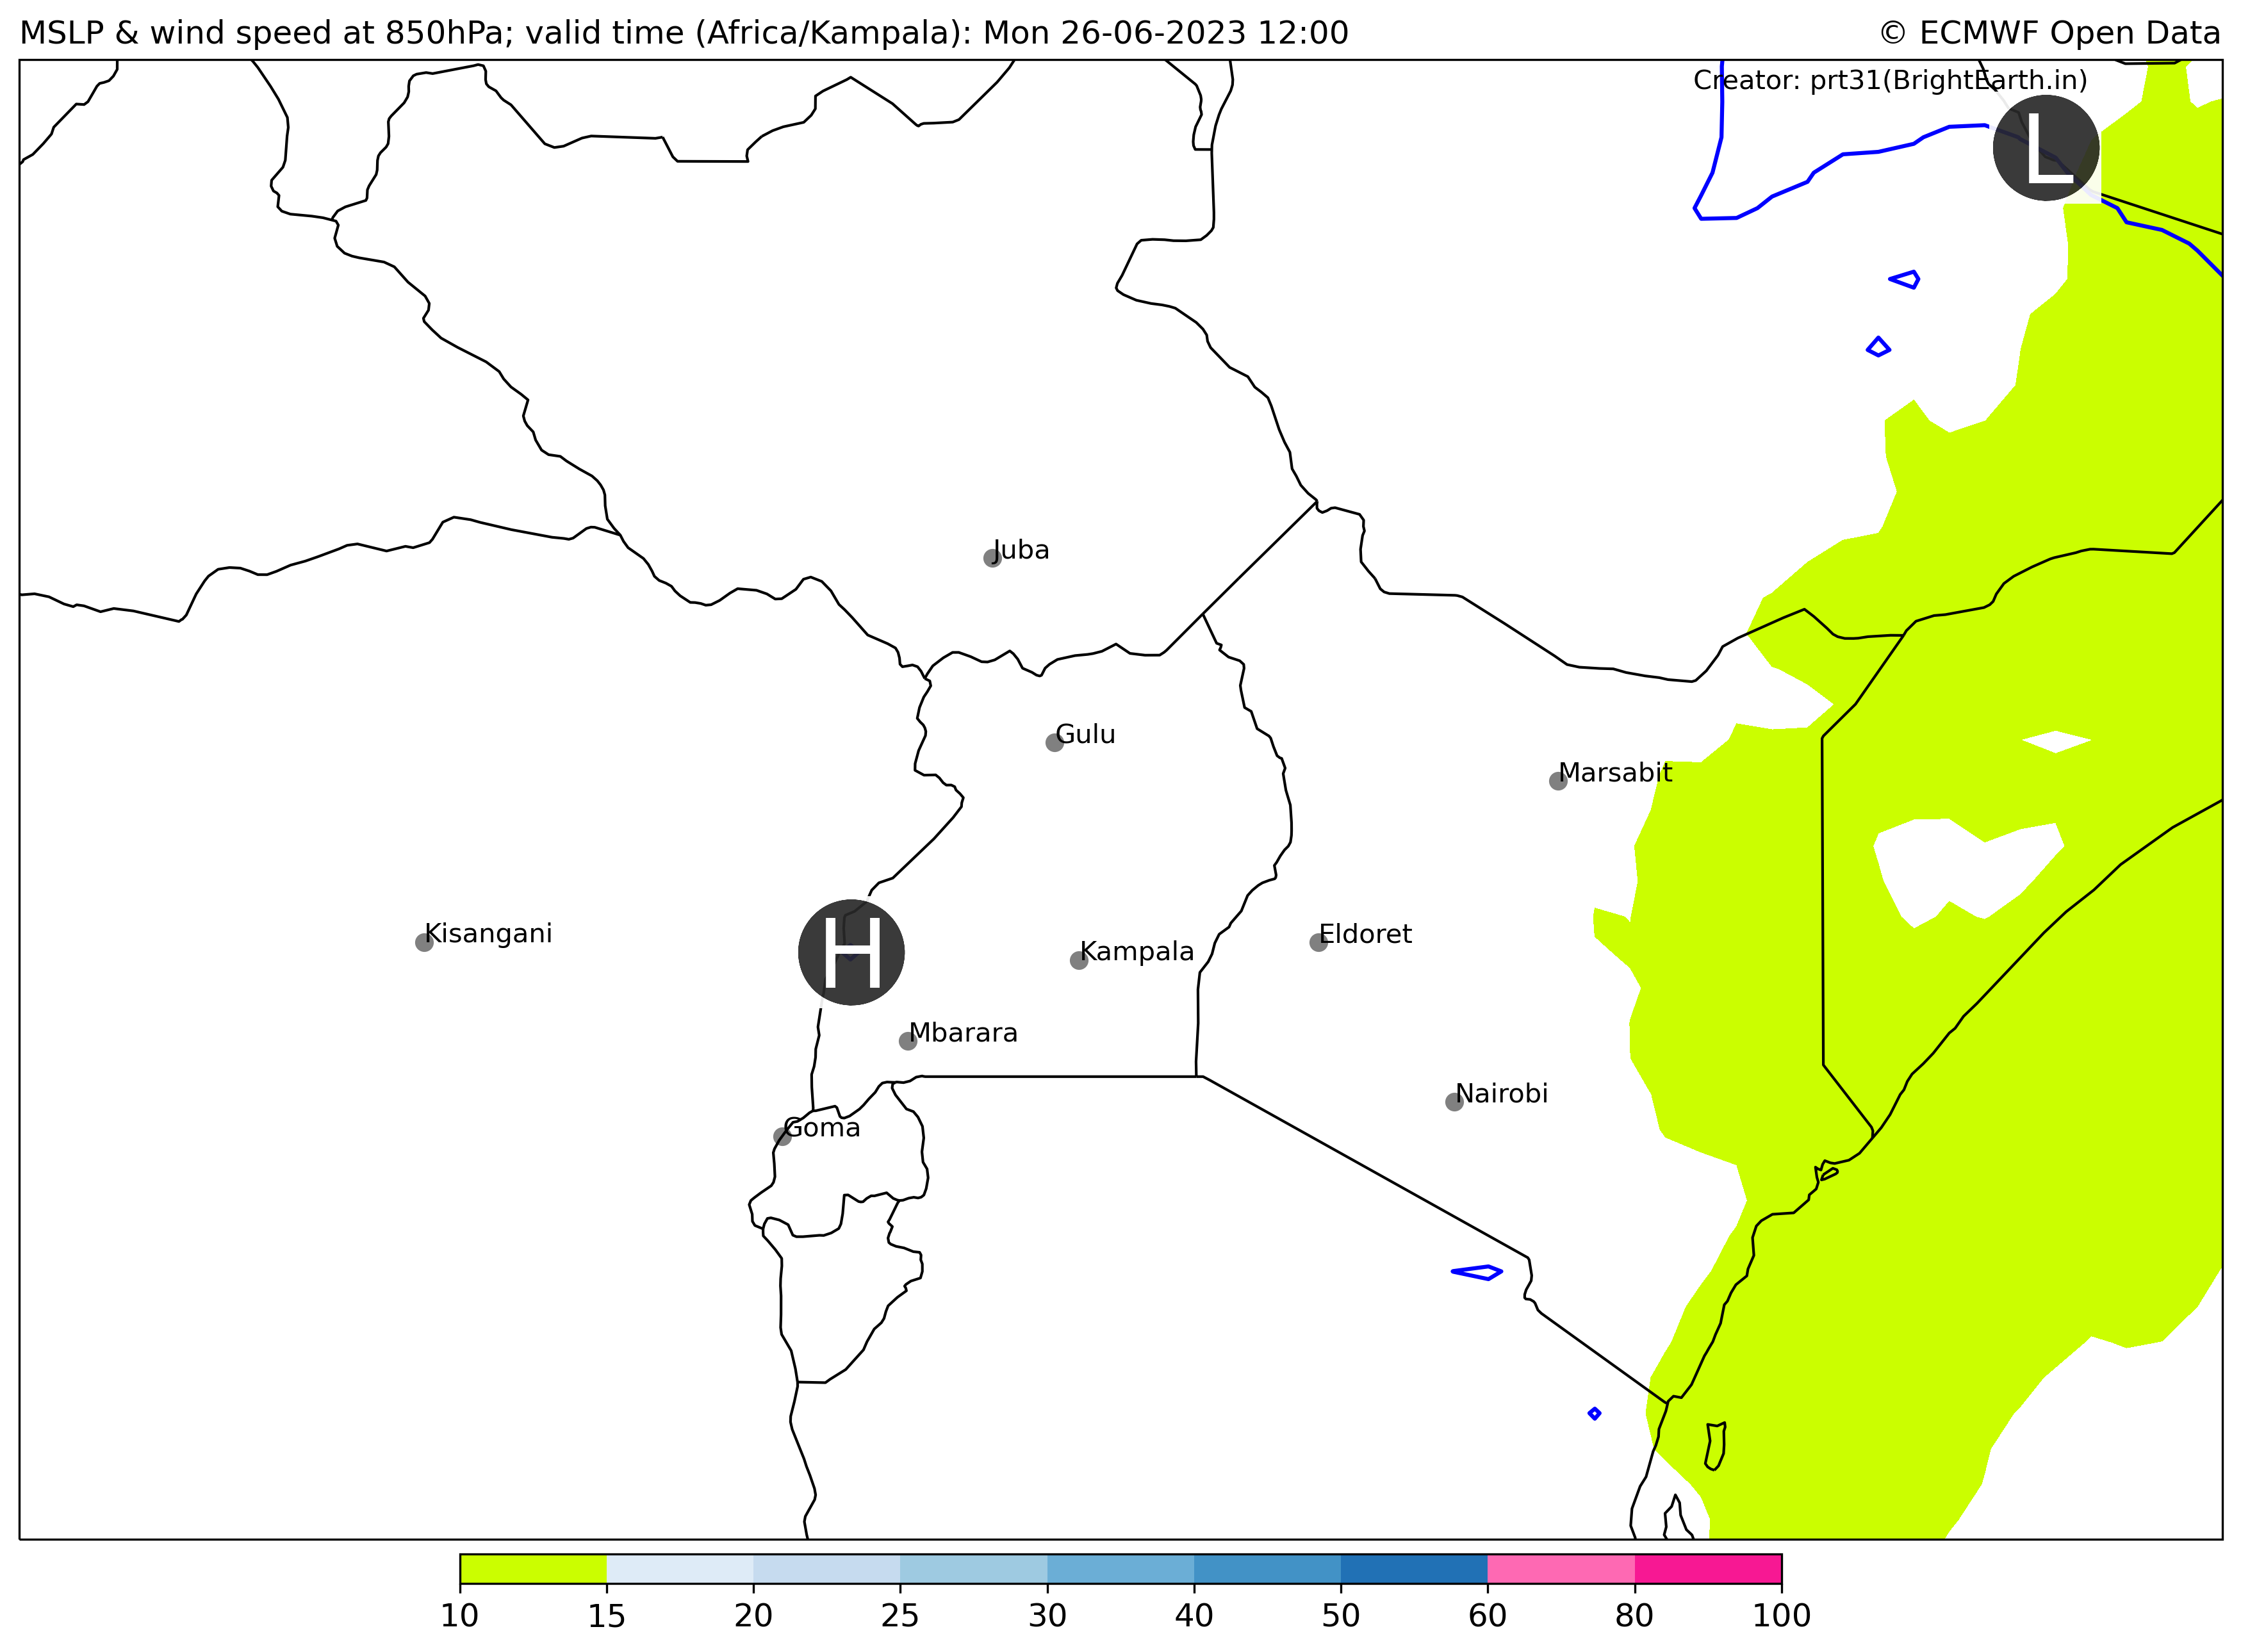 MSLP & wind speed at 850hPa; valid time (Africa/Kampala): Mon 26-06-2023 12:00
© ECMWF Open Data
Creator: prt31(BrightEarth.in)
L
Juba
Gulu
Marsabit
Kisangani
H
Kampala
Eldoret
Mbarara
Nairobi
Goma
10 15 20 25 30 40 50 60 80 100